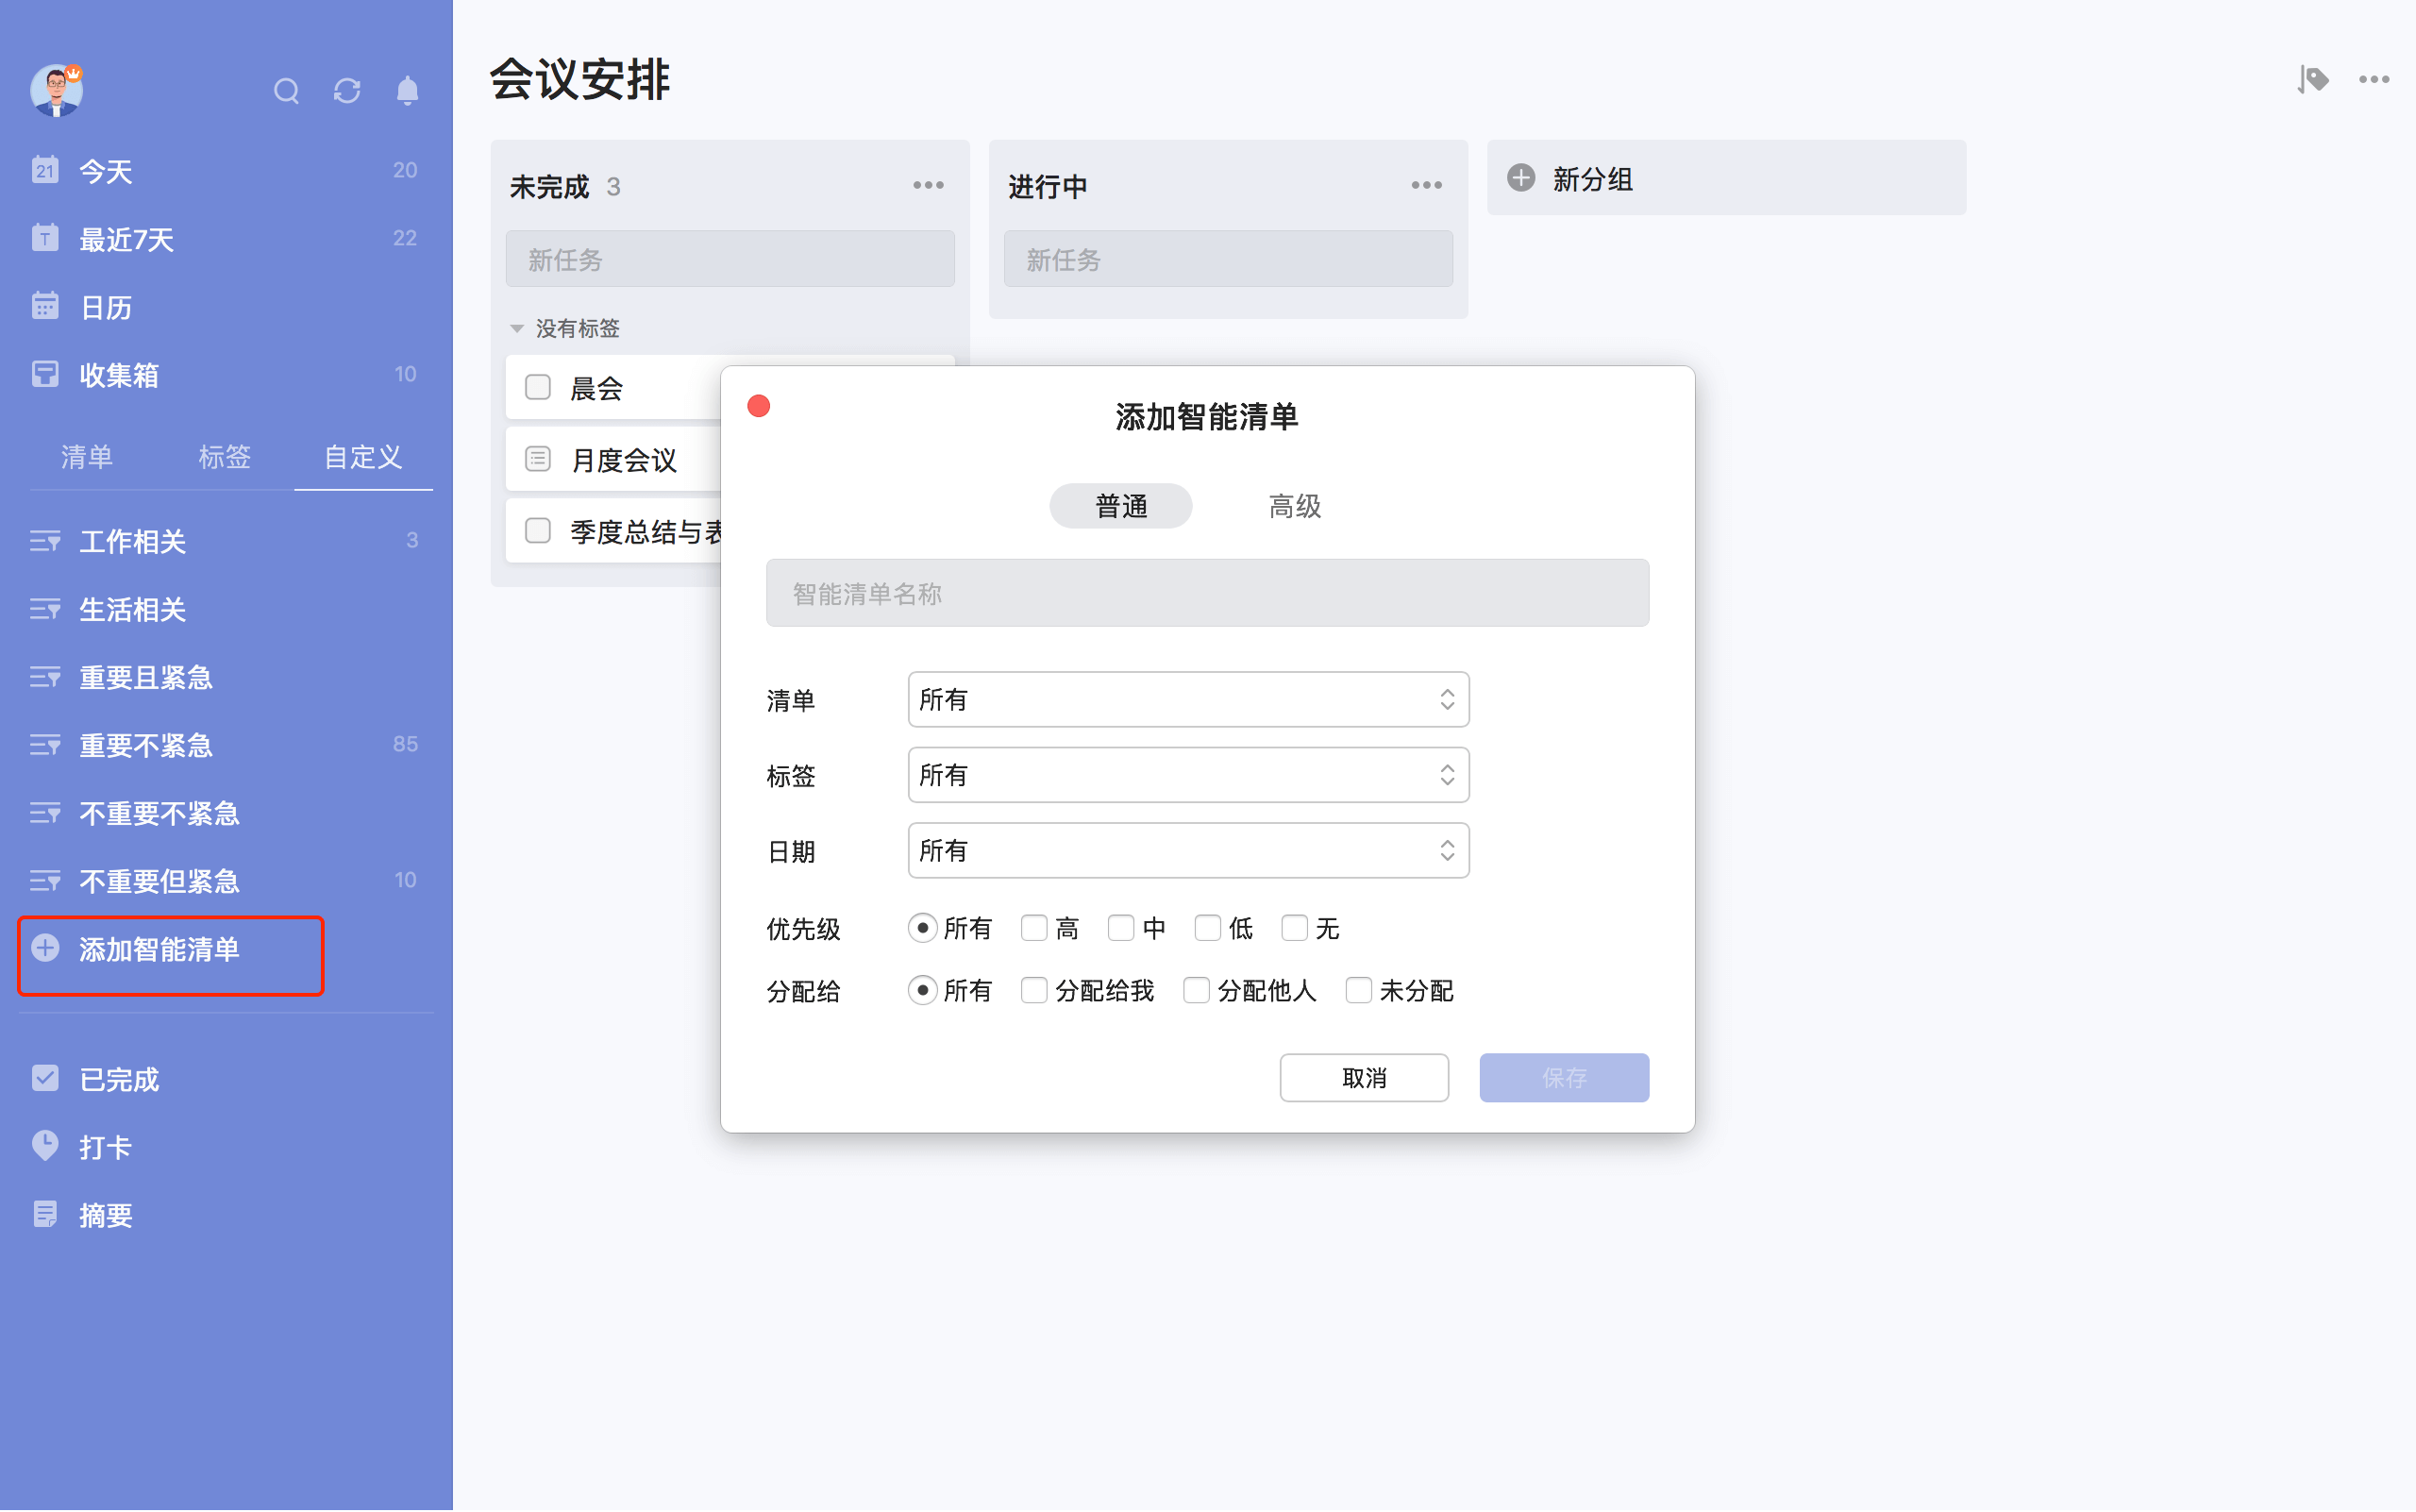 21 今天 20
T 最近7天 22
日历
收集箱 10
清单 标签 自定义
工作相关 3
生活相关
重要且紧急
重要不紧急 85
不重要不紧急
不重要但紧急 10
添加智能清单
已完成
打卡
摘要
会议安排
未完成 3
新任务
没有标签
晨会
月度会议
季度总结与表
进行中
新任务
新分组
添加智能清单
普通 高级
智能清单名称
清单 所有
标签 所有
日期 所有
优先级 所有 高 中 低 无
分配给 所有 分配给我 分配他人 未分配
取消 保存